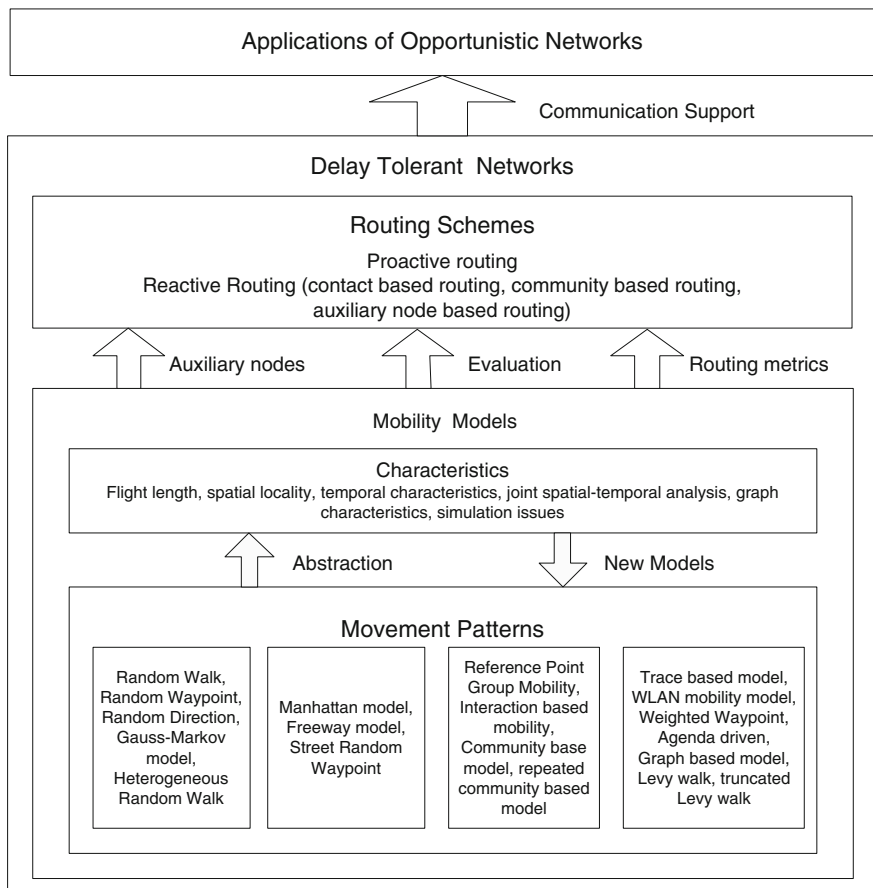 Applications of Opportunistic Networks
Communication Support
Delay Tolerant Networks
Routing Schemes
Proactive routing
Reactive Routing (contact based routing, community based routing,
auxiliary node based routing)
Auxiliary nodes
Evaluation
Routing metrics
Mobility Models
Characteristics
Flight length, spatial locality, temporal characteristics, joint spatial-temporal analysis, graph
characteristics, simulation issues
Abstraction
New Models
Movement Patterns
Random Walk,
Random Waypoint,
Random Direction,
Gauss-Markov
model,
Heterogeneous
Random Walk
Manhattan model,
Freeway model,
Street Random
Waypoint
Reference Point
Group Mobility,
Interaction based
mobility,
Community base
model, repeated
community based
model
Trace based model,
WLAN mobility model,
Weighted Waypoint,
Agenda driven,
Graph based model,
Levy walk, truncated
Levy walk